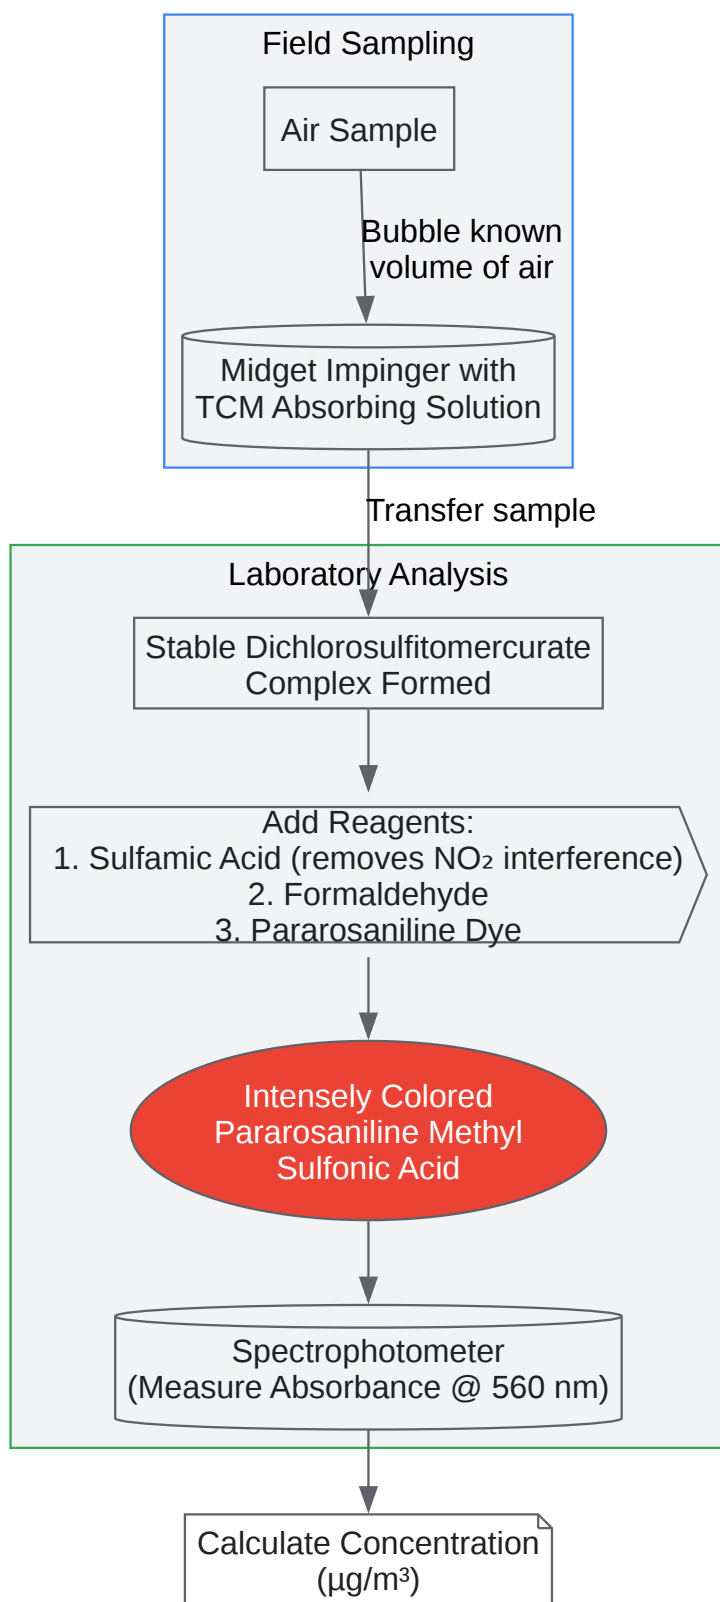 Field Sampling
Air Sample
Bubble known
volume of air
Midget Impinger with
TCM Absorbing Solution
Transfer sample
Laboratory Analysis
Stable Dichlorosulfitomercurate
Complex Formed
Add Reagents:
1. Sulfamic Acid (removes NO₂ interference)
2. Formaldehyde
3. Pararosaniline Dye
Intensely Colored
Pararosaniline Methyl
Sulfonic Acid
Spectrophotometer
(Measure Absorbance @ 560 nm)
Calculate Concentration
(µg/m³)